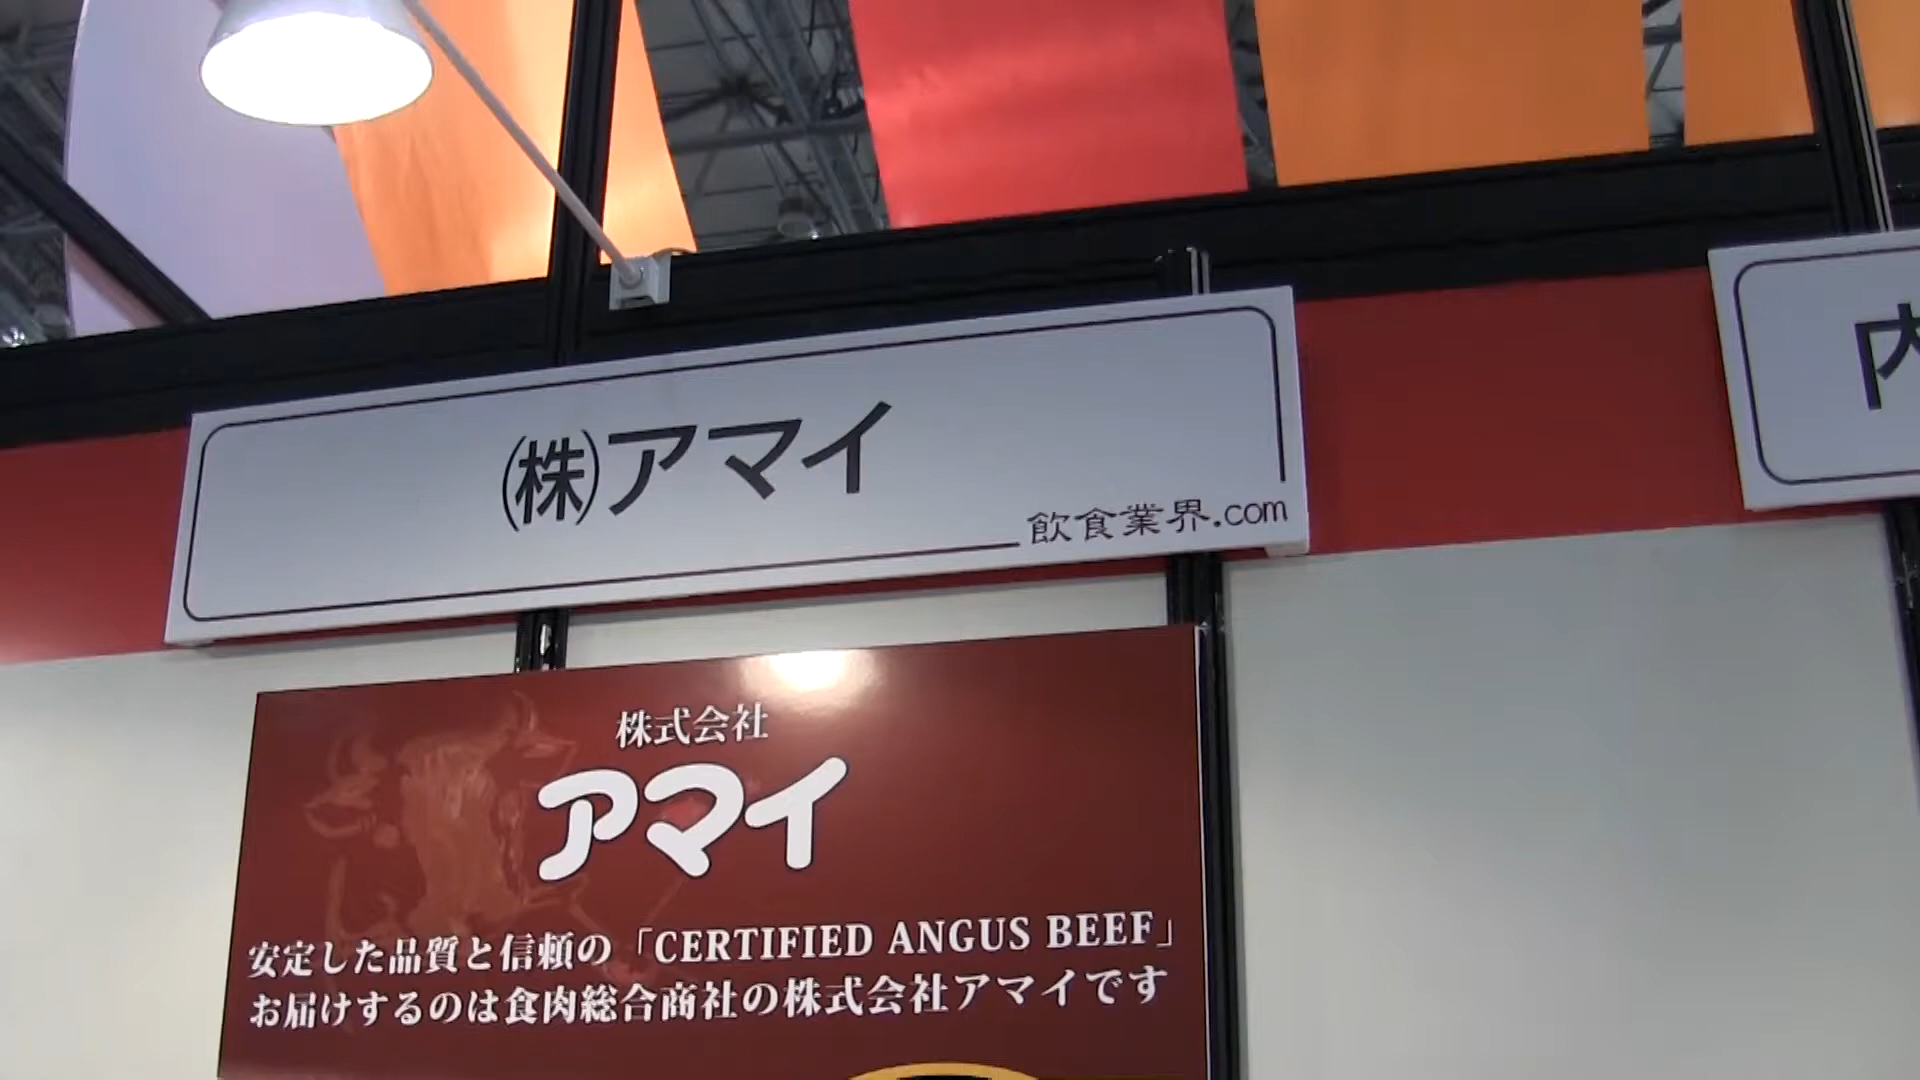 ㈱アマイ
飲食業界.com
内
株式会社
アマイ
安定した品質と信頼の「CERTIFIED ANGUS BEEF」
お届けするのは食肉総合商社の株式会社アマイです